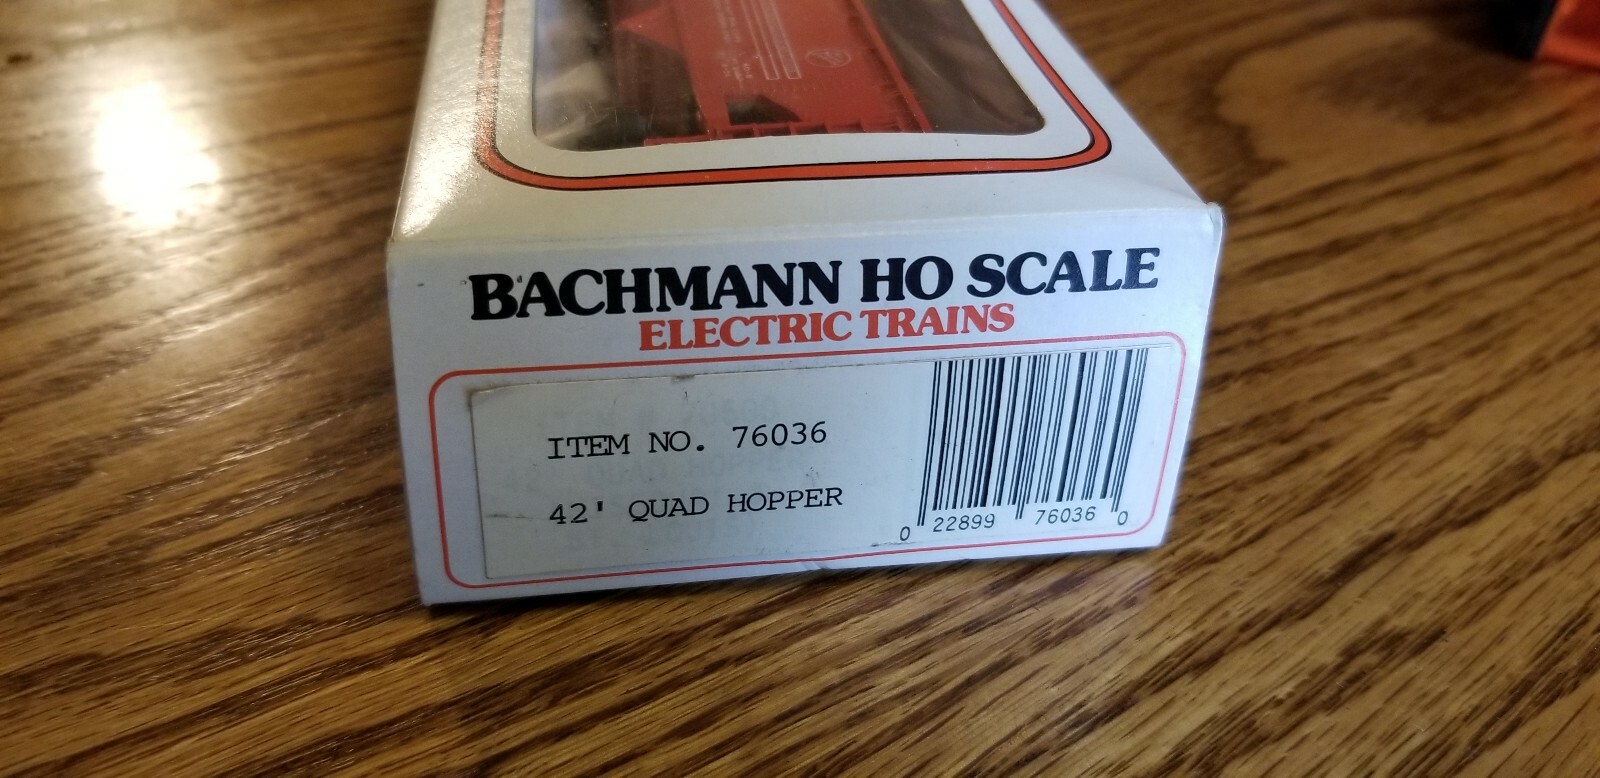 BACHMANN HO SCALE
ELECTRIC TRAINS
ITEM NO. 76036
42' QUAD HOPPER
0 22899 76036 0